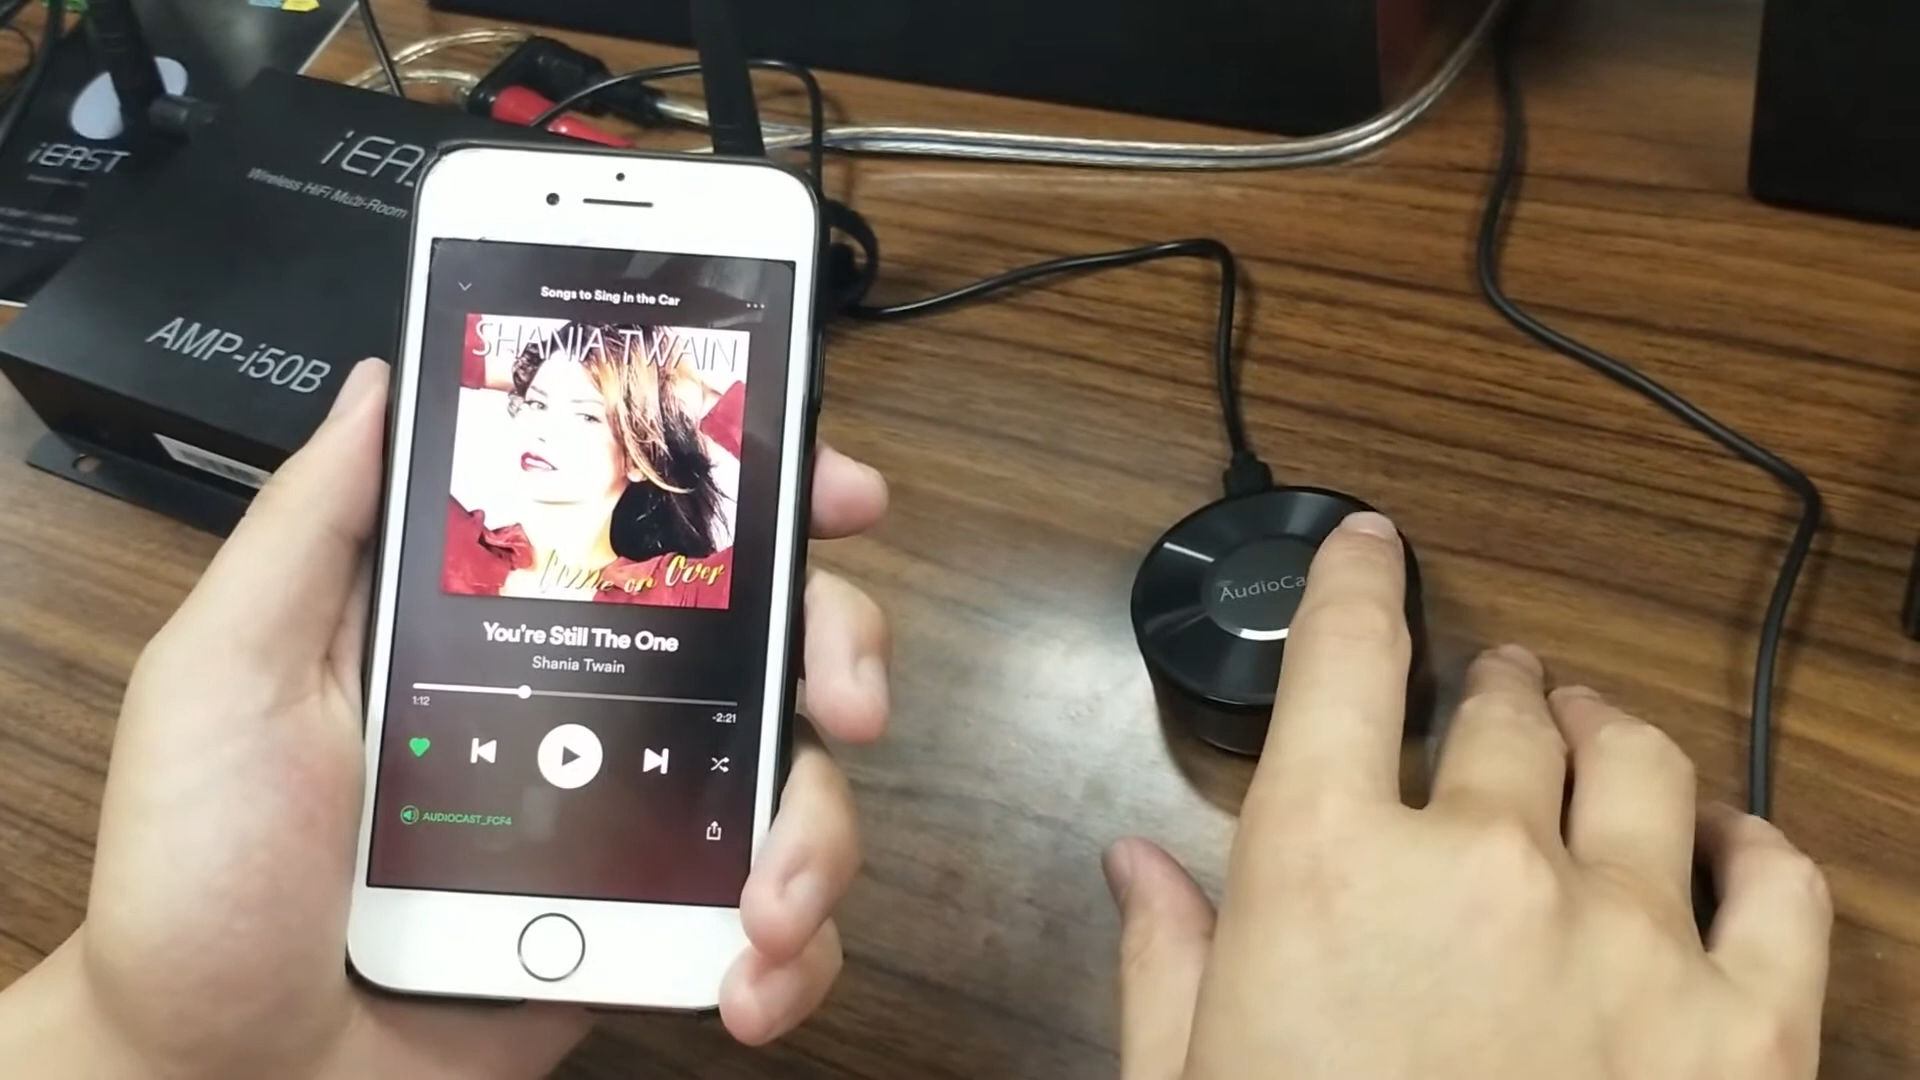 iEAST
iEA
Wireless HiFi Multi-Room
AMP-i50B
Songs to Sing in the Car
SHANIA TWAIN
Come on Over
You're Still The One
Shania Twain
1:12
-2:21
AUDIOCAST_FCF4
AudioCa